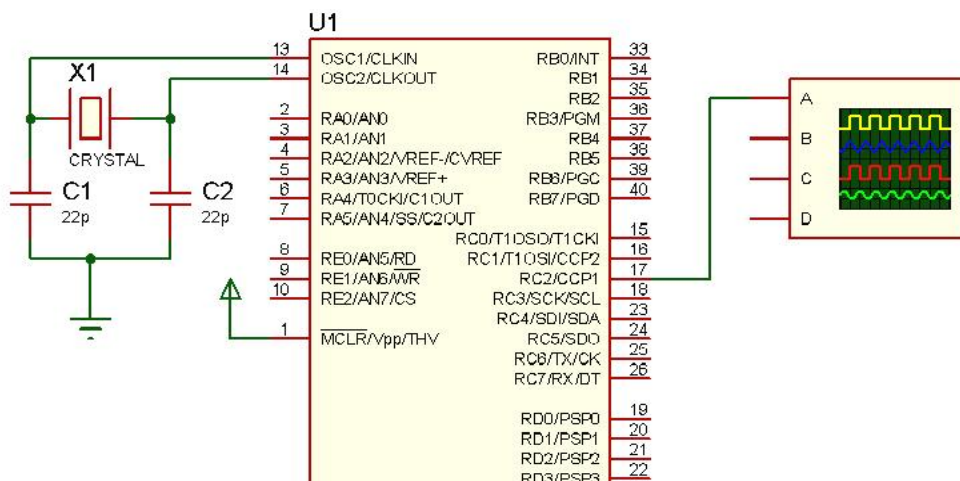 U1
X1
CRYSTAL
C1
22p
C2
22p
13 OSC1/CLKIN
14 OSC2/CLKOUT
2 RA0/AN0
3 RA1/AN1
4 RA2/AN2/VREF-/CVREF
5 RA3/AN3/VREF+
6 RA4/T0CKI/C1OUT
7 RA5/AN4/SS/C2OUT
8 RE0/AN5/RD
9 RE1/AN6/WR
10 RE2/AN7/CS
1 MCLR/Vpp/THV
RB0/INT 33
RB1 34
RB2 35
RB3/PGM 36
RB4 37
RB5 38
RB6/PGC 39
RB7/PGD 40
RC0/T1OSO/T1CKI 15
RC1/T1OSI/CCP2 16
RC2/CCP1 17
RC3/SCK/SCL 18
RC4/SDI/SDA 23
RC5/SDO 24
RC6/TX/CK 25
RC7/RX/DT 26
RD0/PSP0 19
RD1/PSP1 20
RD2/PSP2 21
RD3/PSP3 22
A
B
C
D